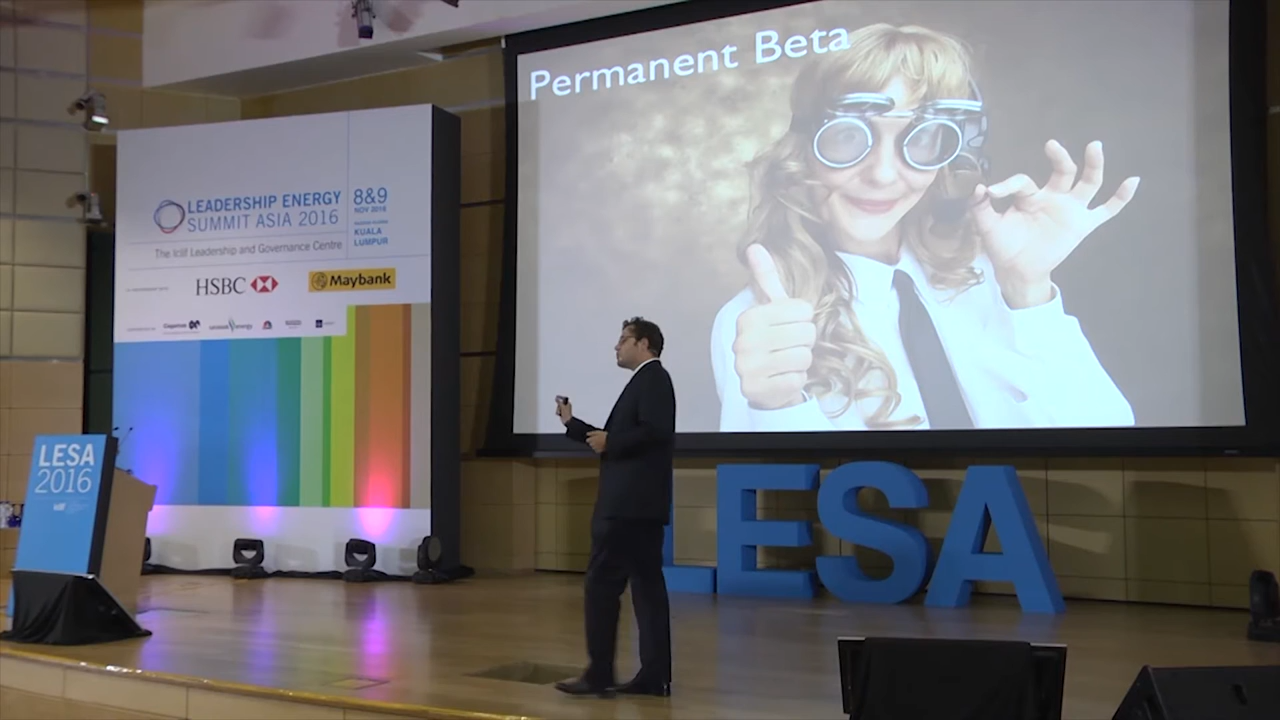 Permanent Beta
LEADERSHIP ENERGY
SUMMIT ASIA 2016
8&9
NOV 2016
KUALA
LUMPUR
The Iclif Leadership and Governance Centre
HSBC
Maybank
LESA
2016
LESA